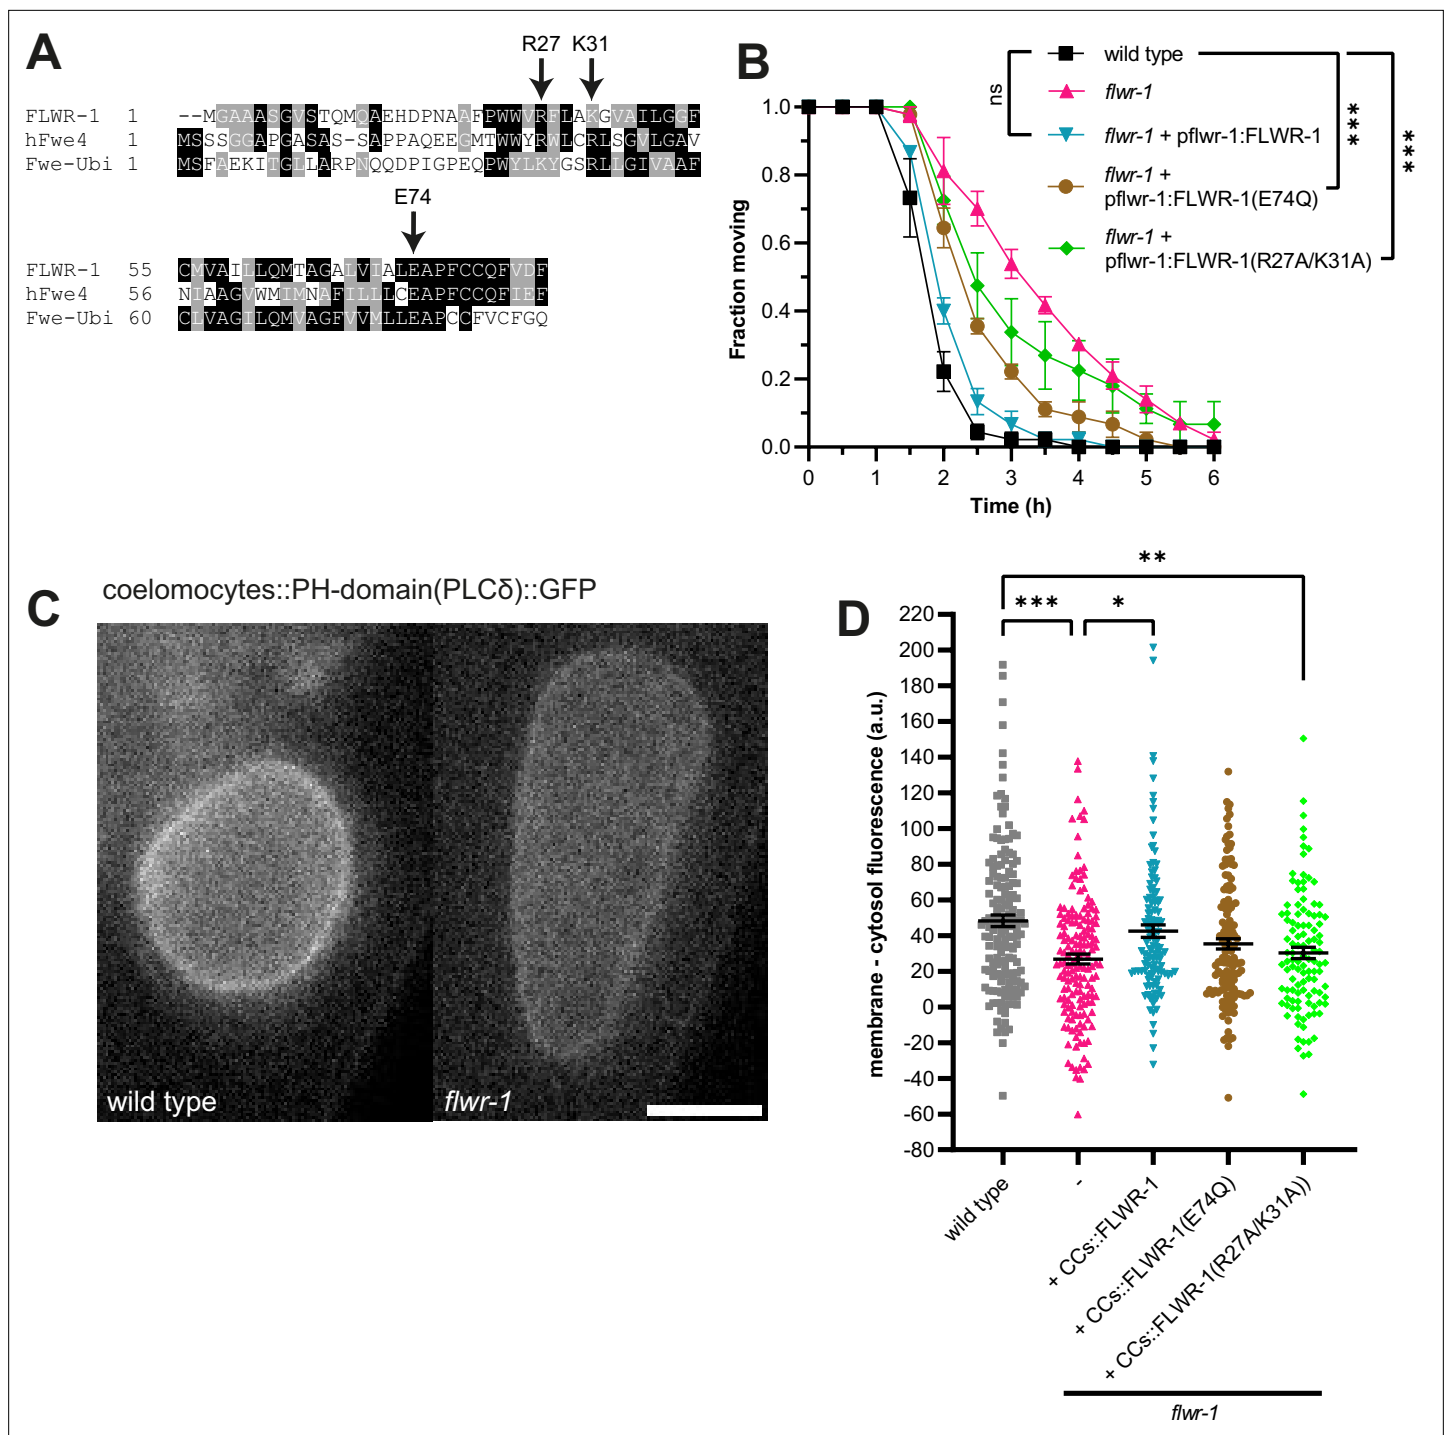 A
R27 K31
FLWR-1 1 --MGAAASGVSTQMQAEHDPNAAFPWWVRFLAKGVAILGGF
hFwe4 1 MSSSGGAPGASASAS-SAPPAQEEGMTWWYRWLCRLSGVLGAV
Fwe-Ubi 1 MSFAEKITGLLARPNQQDPIGPEQPWYLKYGSRLLGIVAAF
E74
FLWR-1 55 CMVAILLQMTAGALVIALEAPFCCQFVDF
hFwe4 56 NIAAGVWMIMNAFILLLCEAPFCCQFIEF
Fwe-Ubi 60 CLVAGILQMVAGFVVMLLEAPCCFVCFGQ
B
wild type
flwr-1
flwr-1 + pflwr-1:FLWR-1
flwr-1 +
pflwr-1:FLWR-1(E74Q)
flwr-1 +
pflwr-1:FLWR-1(R27A/K31A)
ns
***
***
Fraction moving
1.0
0.8
0.6
0.4
0.2
0.0
0 1 2 3 4 5 6
Time (h)
C
coelomocytes::PH-domain(PLCδ)::GFP
wild type
flwr-1
D
**
*** *
membrane - cytosol fluorescence (a.u.)
220
200
180
160
140
120
100
80
60
40
20
0
-20
-40
-60
-80
wild type
-
+ CCs::FLWR-1
+ CCs::FLWR-1(E74Q)
+ CCs::FLWR-1(R27A/K31A))
flwr-1